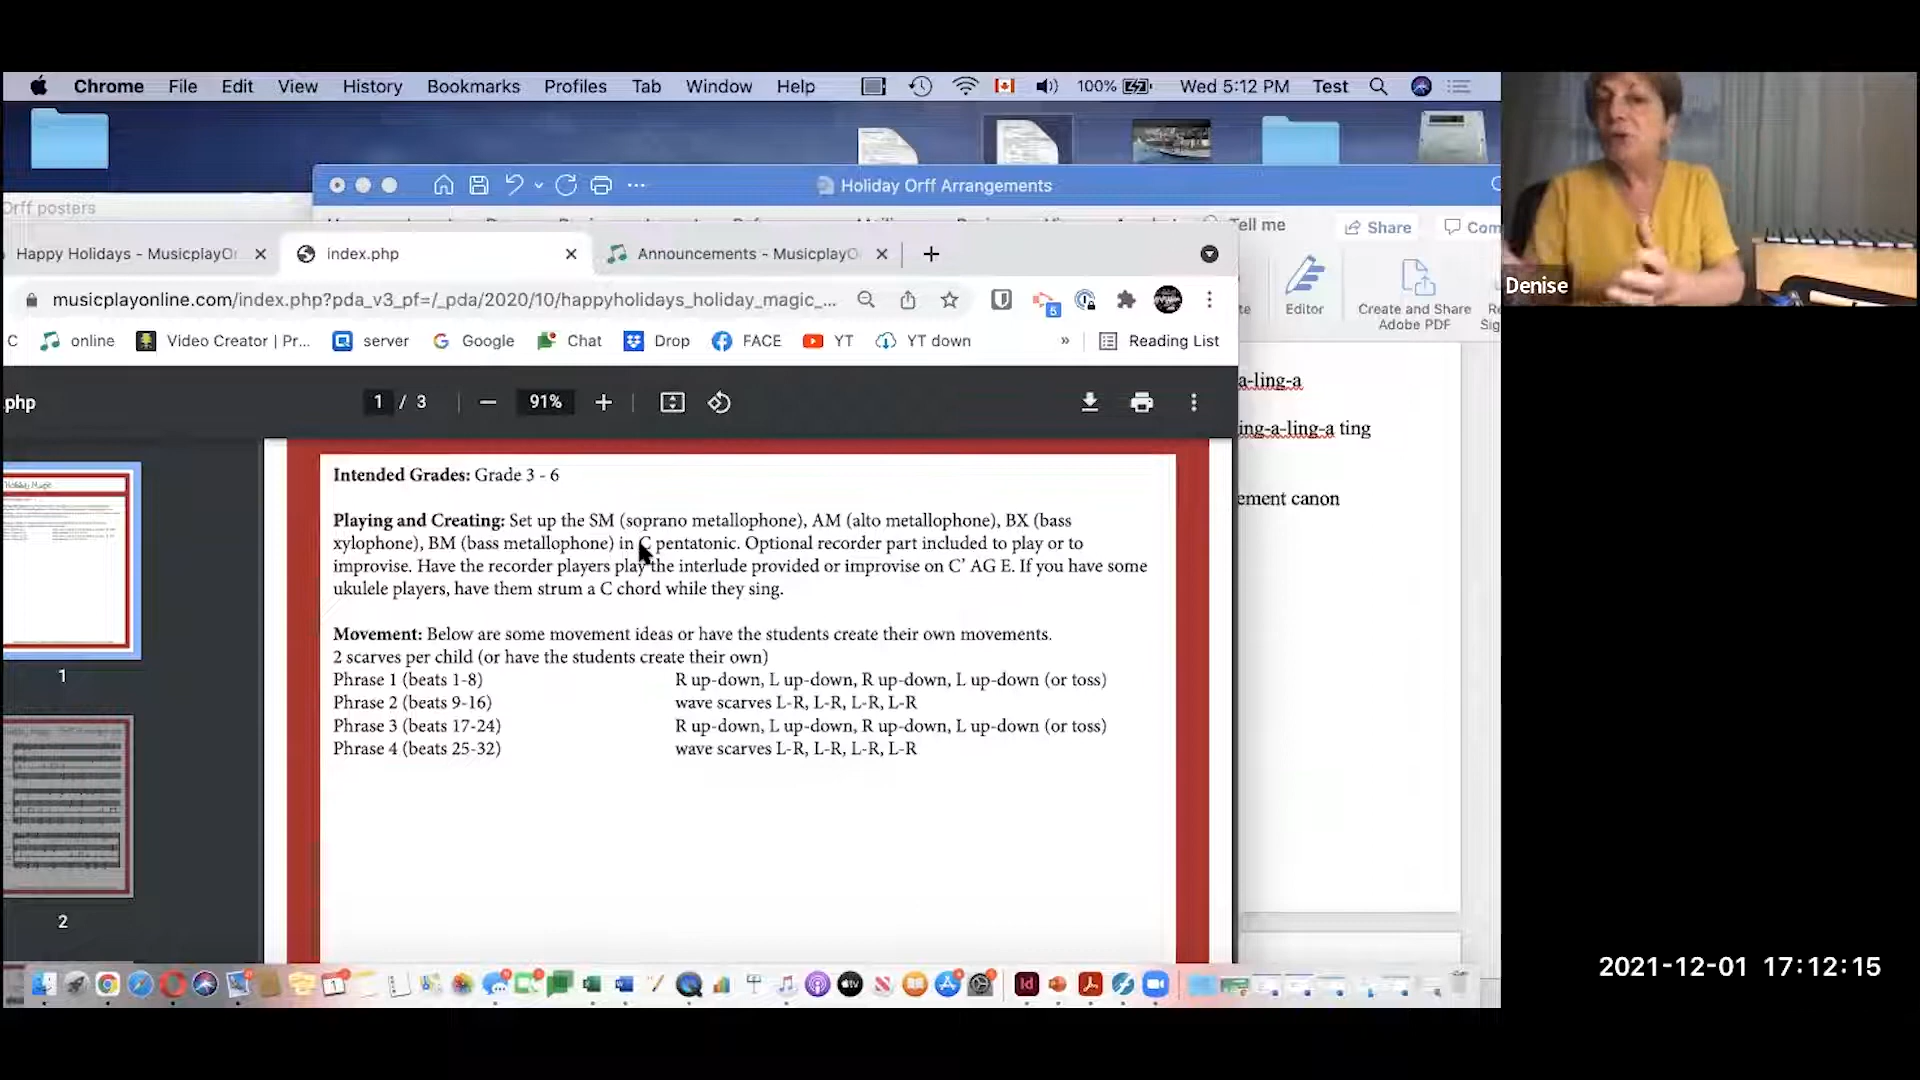 Chrome File Edit View History Bookmarks Profiles Tab Window Help 100% Wed 5:12 PM Test
Holiday Orff Arrangements
Orff posters
Tell me Share Com
Happy Holidays - MusicplayO index.php Announcements - MusicplayO
musicplayonline.com/index.php?pda_v3_pf=/_pda/2020/10/happyholidays_holiday_magic_...
5
Editor
Create and Share
Adobe PDF
C online Video Creator | Pr... server Google Chat Drop FACE YT YT down » Reading List
.php 1 / 3 91%
a-ling-a
ing-a-ling-a ting
ement canon
Intended Grades: Grade 3 - 6
Playing and Creating: Set up the SM (soprano metallophone), AM (alto metallophone), BX (bass
xylophone), BM (bass metallophone) in C pentatonic. Optional recorder part included to play or to
improvise. Have the recorder players play the interlude provided or improvise on C’ AG E. If you have some
ukulele players, have them strum a C chord while they sing.
Movement: Below are some movement ideas or have the students create their own movements.
2 scarves per child (or have the students create their own)
Phrase 1 (beats 1-8) R up-down, L up-down, R up-down, L up-down (or toss)
Phrase 2 (beats 9-16) wave scarves L-R, L-R, L-R, L-R
Phrase 3 (beats 17-24) R up-down, L up-down, R up-down, L up-down (or toss)
Phrase 4 (beats 25-32) wave scarves L-R, L-R, L-R, L-R
Holiday Magic
1
2
Denise
2021-12-01 17:12:15